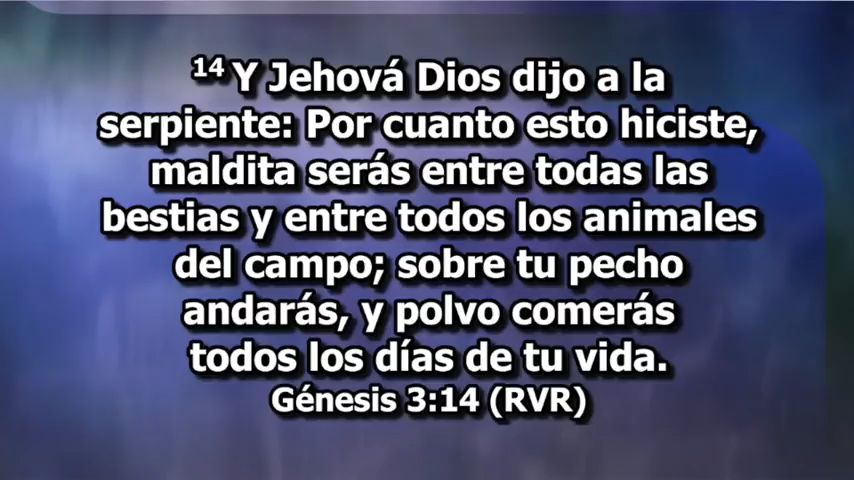 14 Y Jehová Dios dijo a la
serpiente: Por cuanto esto hiciste,
maldita serás entre todas las
bestias y entre todos los animales
del campo; sobre tu pecho
andarás, y polvo comerás
todos los días de tu vida.
Génesis 3:14 (RVR)